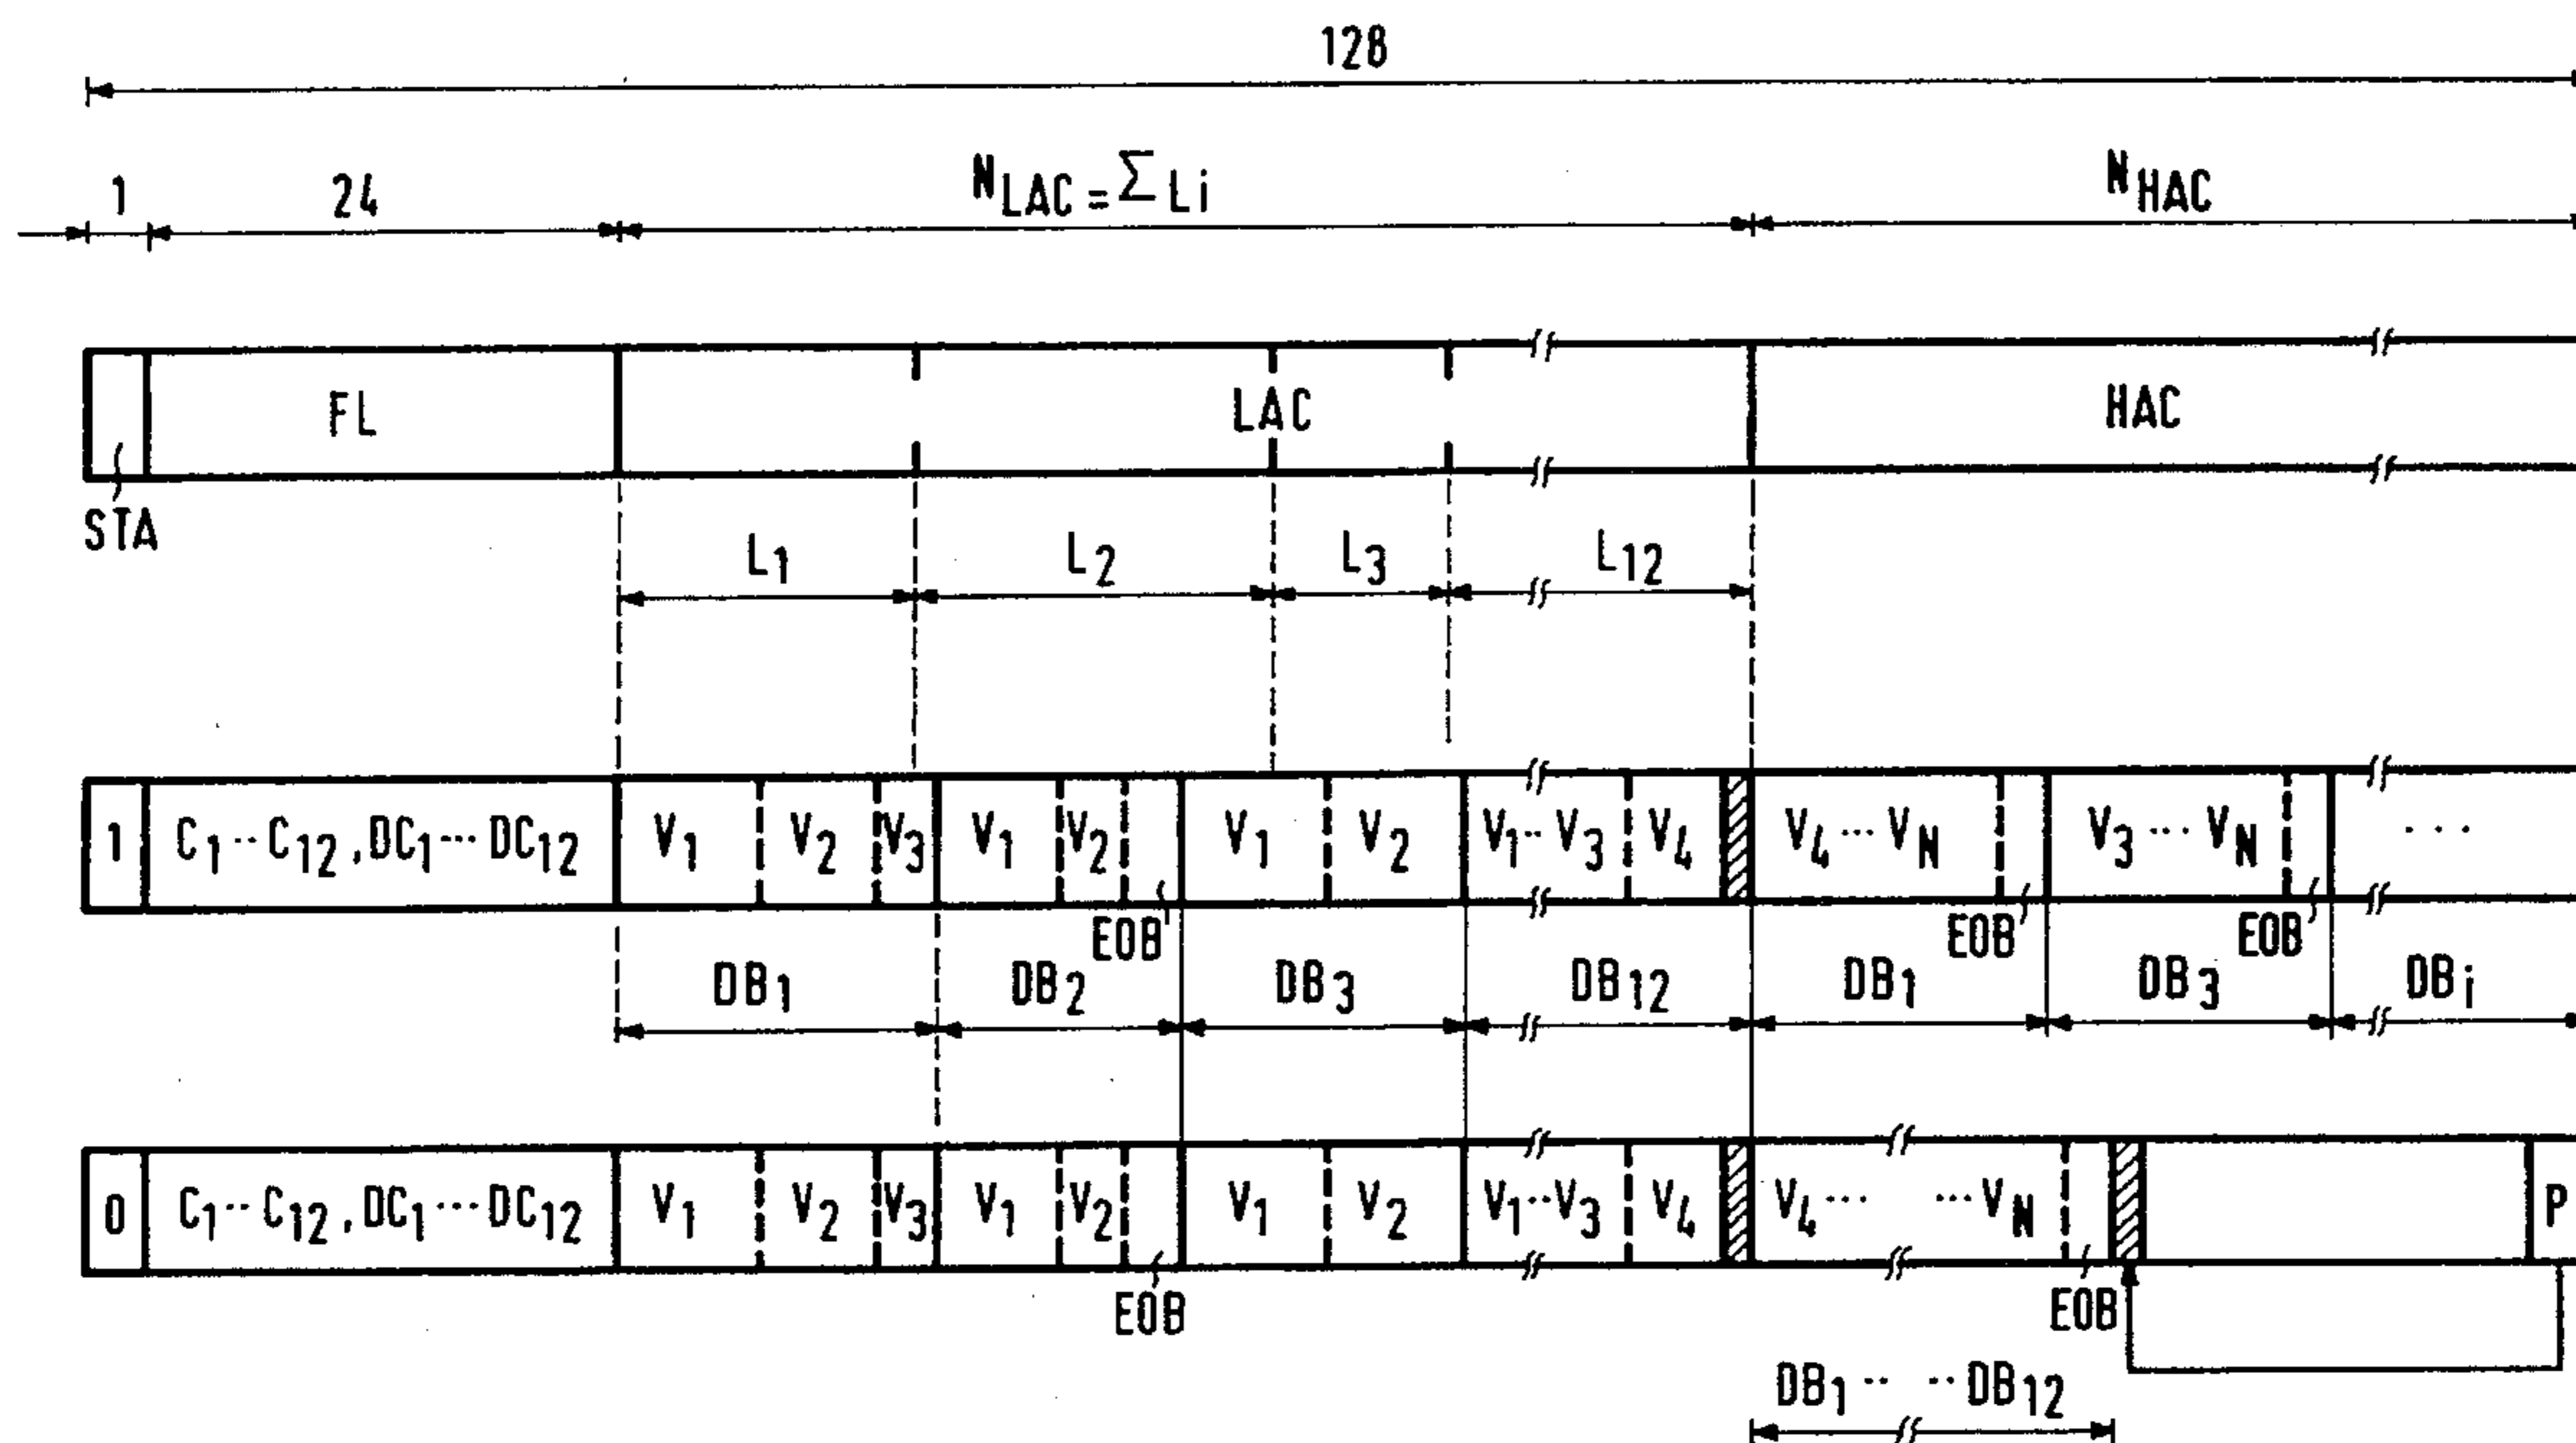 128
1 24 N_LAC = Σ Li N_HAC
FL LAC HAC
STA
L1 L2 L3 L12
1 C1··C12,DC1···DC12 V1 V2 V3 V1 V2 V1 V2 V1··V3 V4 V4···VN V3···VN ···
EOB EOB EOB
DB1 DB2 DB3 DB12 DB1 DB3 DBi
0 C1··C12,DC1···DC12 V1 V2 V3 V1 V2 V1 V2 V1··V3 V4 V4··· ···VN P
EOB EOB
DB1·· ··DB12